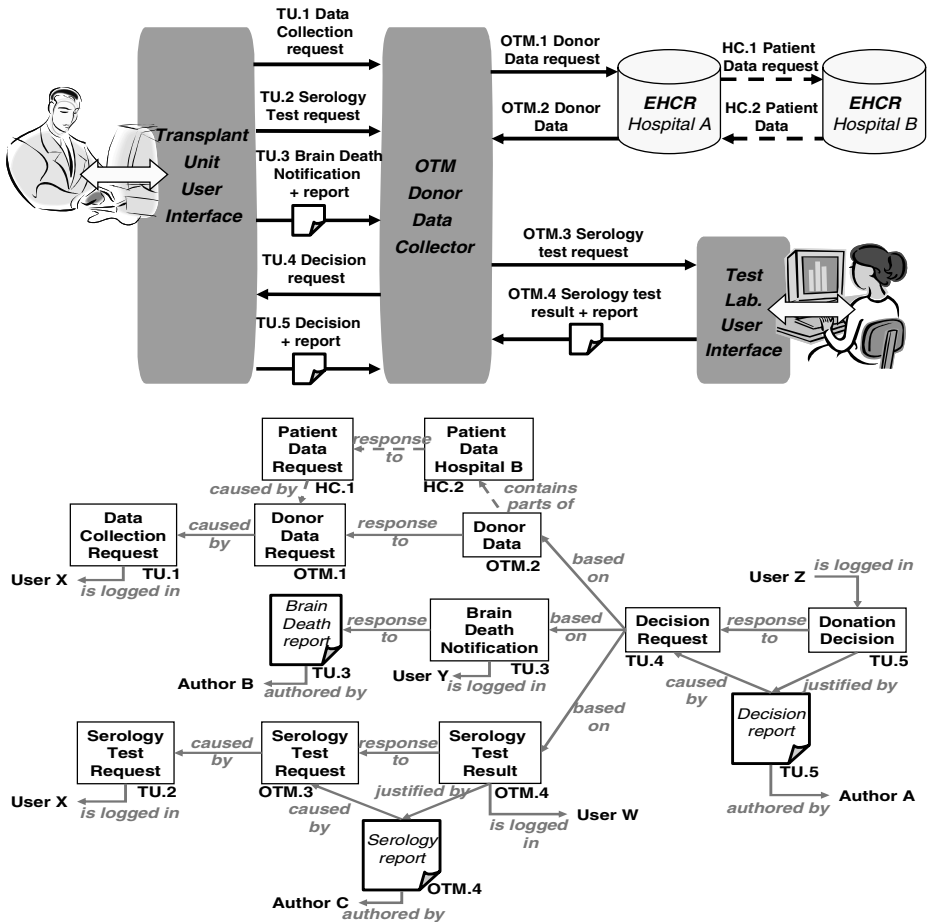 TU.1 Data
Collection
request
TU.2 Serology
Test request
TU.3 Brain Death
Notification
+ report
TU.4 Decision
request
TU.5 Decision
+ report
Transplant
Unit
User
Interface
OTM
Donor
Data
Collector
OTM.1 Donor
Data request
OTM.2 Donor
Data
EHCR
Hospital A
HC.1 Patient
Data request
HC.2 Patient
Data
EHCR
Hospital B
OTM.3 Serology
test request
OTM.4 Serology test
result + report
Test
Lab.
User
Interface
Patient
Data
Request
HC.1
response
to
Patient
Data
Hospital B
HC.2
caused by
contains
parts of
Data
Collection
Request
TU.1
caused
by
Donor
Data
Request
OTM.1
response
to
Donor
Data
OTM.2
User X
is logged in
based
on
User Z
is logged in
Brain
Death
report
TU.3
response
to
Brain
Death
Notification
TU.3
based
on
Decision
Request
TU.4
response
to
Donation
Decision
TU.5
Author B
authored by
User Y
is logged in
caused
by
justified by
based
on
Decision
report
TU.5
Author A
authored by
Serology
Test
Request
TU.2
caused
by
Serology
Test
Request
OTM.3
response
to
Serology
Test
Result
OTM.4
User X
is logged in
caused
by
justified by
is logged
in
User W
Serology
report
OTM.4
Author C
authored by